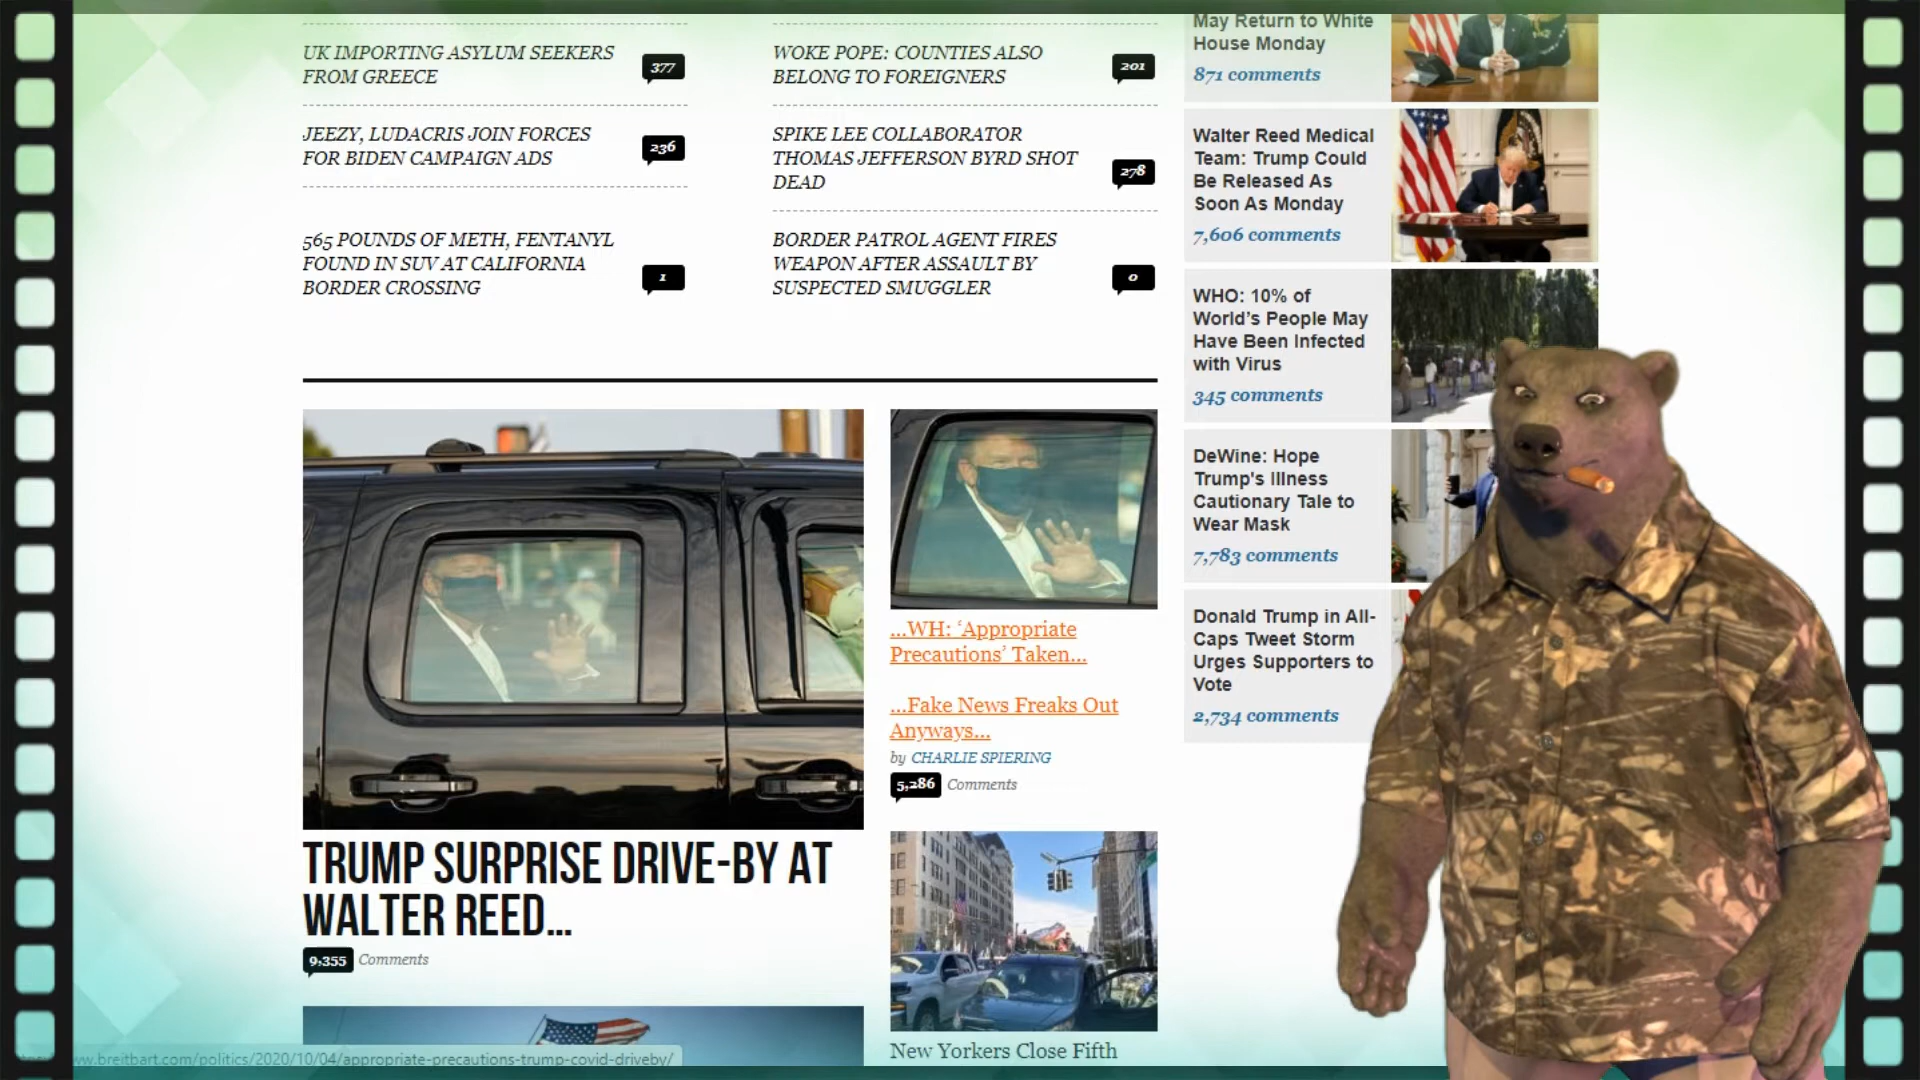 UK IMPORTING ASYLUM SEEKERS
FROM GREECE
377
JEEZY, LUDACRIS JOIN FORCES
FOR BIDEN CAMPAIGN ADS
236
565 POUNDS OF METH, FENTANYL
FOUND IN SUV AT CALIFORNIA
BORDER CROSSING
1
WOKE POPE: COUNTIES ALSO
BELONG TO FOREIGNERS
201
SPIKE LEE COLLABORATOR
THOMAS JEFFERSON BYRD SHOT
DEAD
278
BORDER PATROL AGENT FIRES
WEAPON AFTER ASSAULT BY
SUSPECTED SMUGGLER
0
May Return to White
House Monday
871 comments
Walter Reed Medical
Team: Trump Could
Be Released As
Soon As Monday
7,606 comments
WHO: 10% of
World's People May
Have Been Infected
with Virus
345 comments
DeWine: Hope
Trump's Illness
Cautionary Tale to
Wear Mask
7,783 comments
Donald Trump in All-
Caps Tweet Storm
Urges Supporters to
Vote
2,734 comments
TRUMP SURPRISE DRIVE-BY AT
WALTER REED...
9,355 Comments
...WH: ‘Appropriate
Precautions’ Taken...
...Fake News Freaks Out
Anyways...
by CHARLIE SPIERING
5,286 Comments
New Yorkers Close Fifth
w.breitbart.com/politics/2020/10/04/appropriate-precautions-trump-covid-driveby/